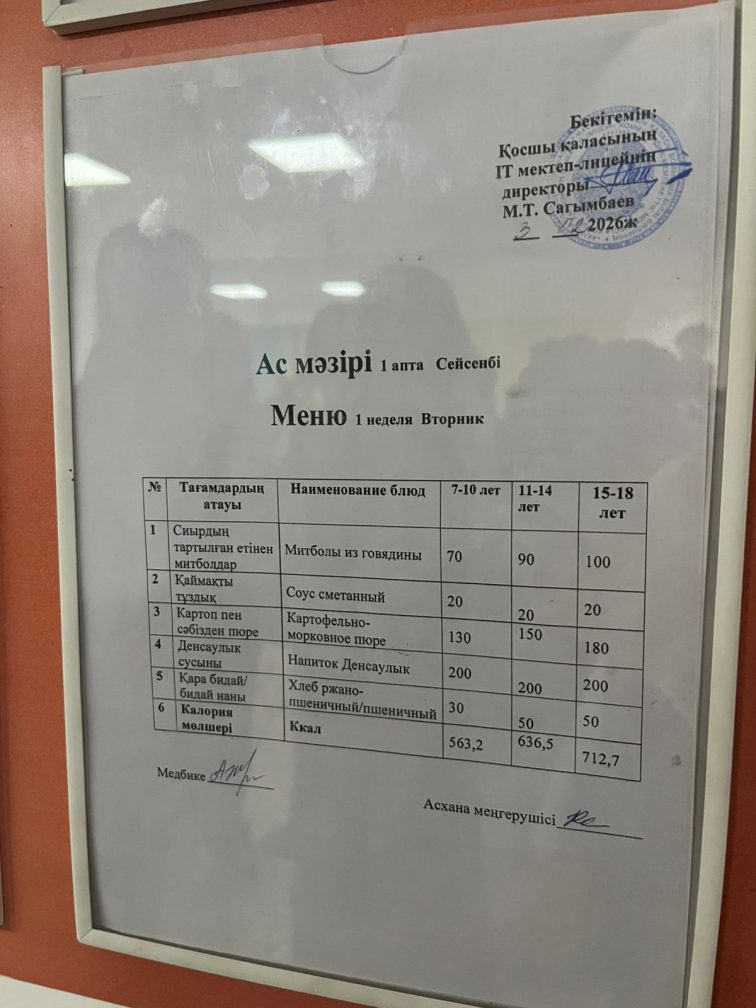 Бекітемін:
Қосшы қаласының
IT мектеп-лицейнің
директоры
М.Т. Сагымбаев
3 02 2026ж
Ас мәзірі 1 апта Сейсенбі
Меню 1 неделя Вторник
№ Тағамдардың атауы Наименование блюд 7-10 лет 11-14 лет 15-18 лет
1 Сиырдың тартылған етінен митболдар Митболы из говядины 70 90 100
2 Қаймақты тұздық Соус сметанный 20 20 20
3 Картоп пен сәбізден пюре Картофельно-морковное пюре 130 150 180
4 Денсаулык сусыны Напиток Денсаулык 200 200 200
5 Қара бидай/ бидай наны Хлеб ржано-пшеничный/пшеничный 30 50 50
6 Калория мөлшері Ккал 563,2 636,5 712,7
Медбике
Асхана меңгерушісі